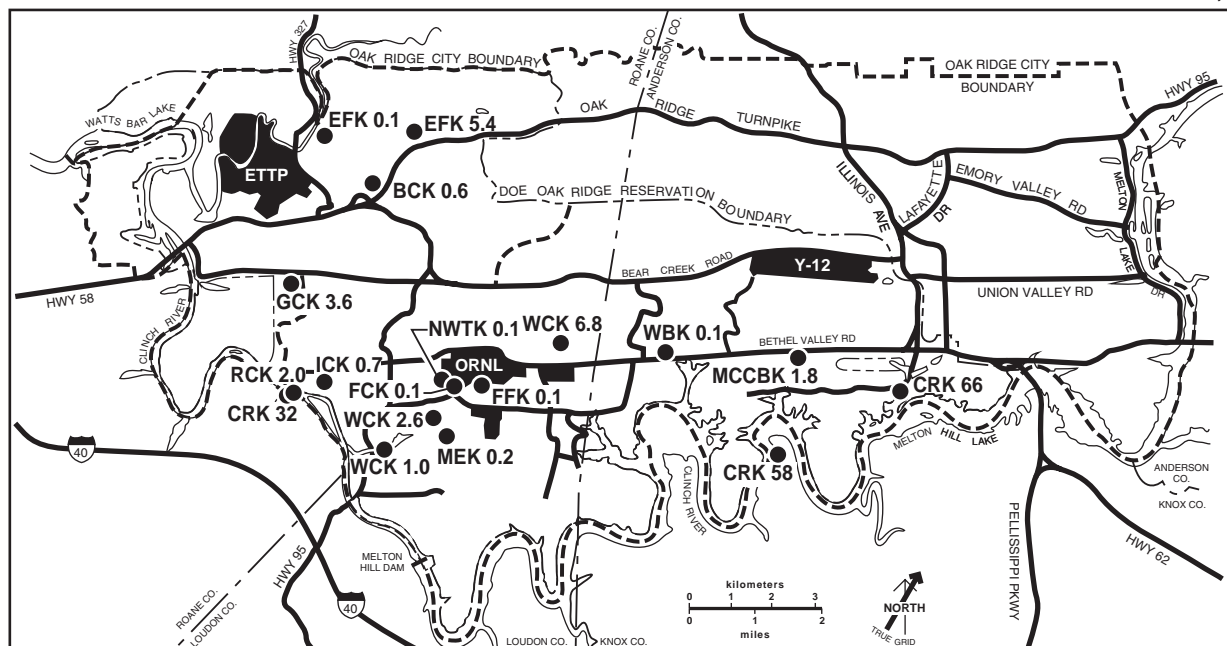 HWY 327
OAK RIDGE CITY BOUNDARY
ROANE CO.
ANDERSON CO.
OAK RIDGE CITY
BOUNDARY
HWY 95
WATTS BAR LAKE
EFK 0.1
EFK 5.4
OAK RIDGE TURNPIKE
ETTP
BCK 0.6
DOE OAK RIDGE RESERVATION BOUNDARY
ILLINOIS AVE
LAFAYETTE
DR
EMORY VALLEY
RD
MELTON
LAKE
DR
BEAR CREEK ROAD
Y-12
HWY 58
GCK 3.6
UNION VALLEY RD
CLINCH RIVER
NWTK 0.1
WCK 6.8
WBK 0.1
BETHEL VALLEY RD
RCK 2.0
ICK 0.7
ORNL
MCCBK 1.8
FCK 0.1
FFK 0.1
CRK 66
CRK 32
WCK 2.6
MELTON
HILL LAKE
40
MEK 0.2
WCK 1.0
CRK 58
CLINCH RIVER
ANDERSON
CO.
KNOX CO.
PELLISSIPPI PKWY
HWY 62
HWY 95
MELTON
HILL DAM
kilometers
0 1 2 3
0 1 2
miles
NORTH
TRUE GRID
40
ROANE CO.
LOUDON CO.
LOUDON CO.
KNOX CO.